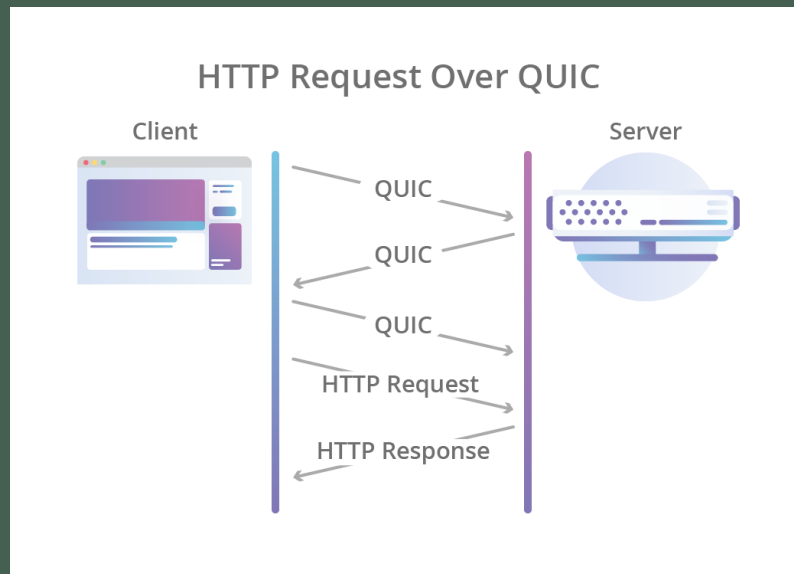 HTTP Request Over QUIC
Client
Server
QUIC
QUIC
QUIC
HTTP Request
HTTP Response